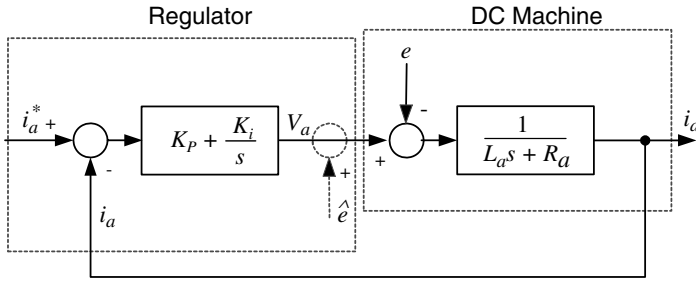 Regulator
DC Machine
e
-
i_a^* +
K_P + K_i/s
V_a
+
+
ê
-
i_a
1/(L_a s + R_a)
i_a